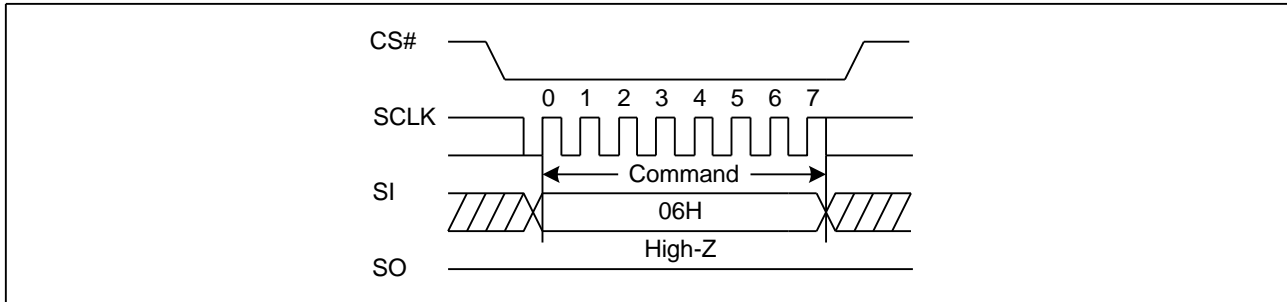 CS#
0 1 2 3 4 5 6 7
SCLK
Command
SI
06H
High-Z
SO